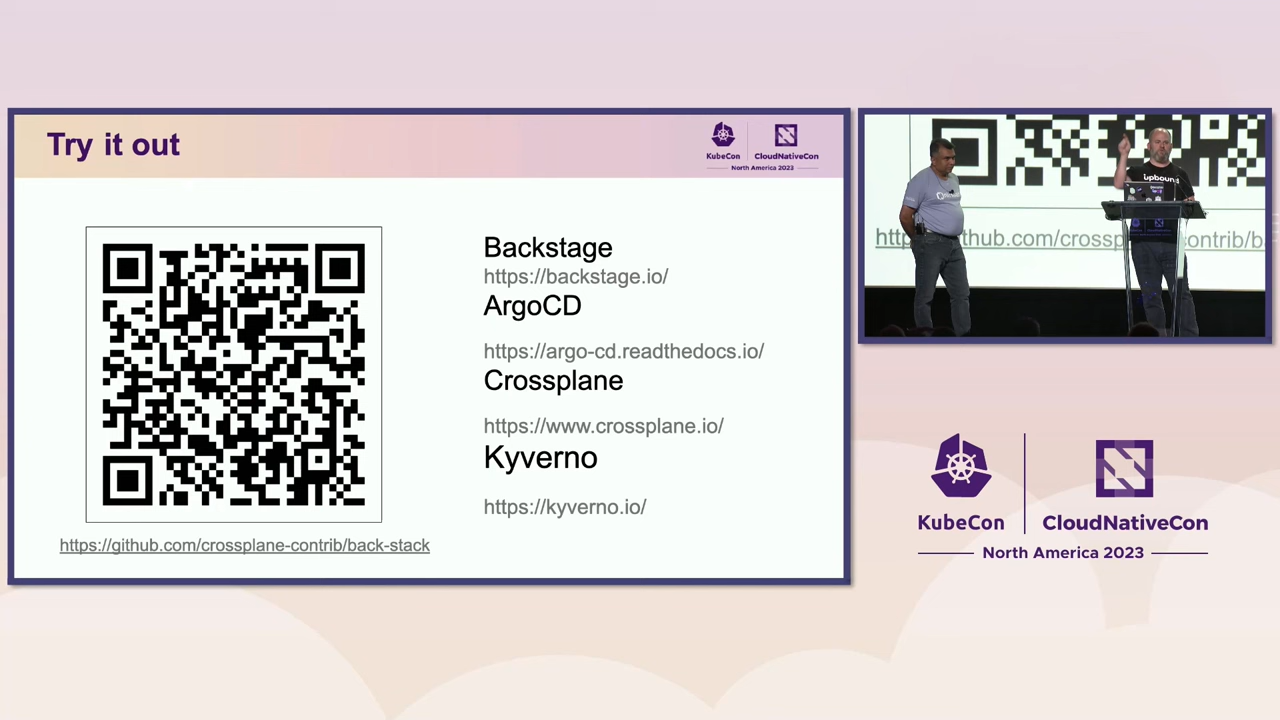 Try it out
KubeCon
CloudNativeCon
North America 2023
Backstage
https://backstage.io/
ArgoCD
https://argo-cd.readthedocs.io/
Crossplane
https://www.crossplane.io/
Kyverno
https://kyverno.io/
https://github.com/crossplane-contrib/back-stack
upbound
KubeCon
CloudNativeCon
North America 2023